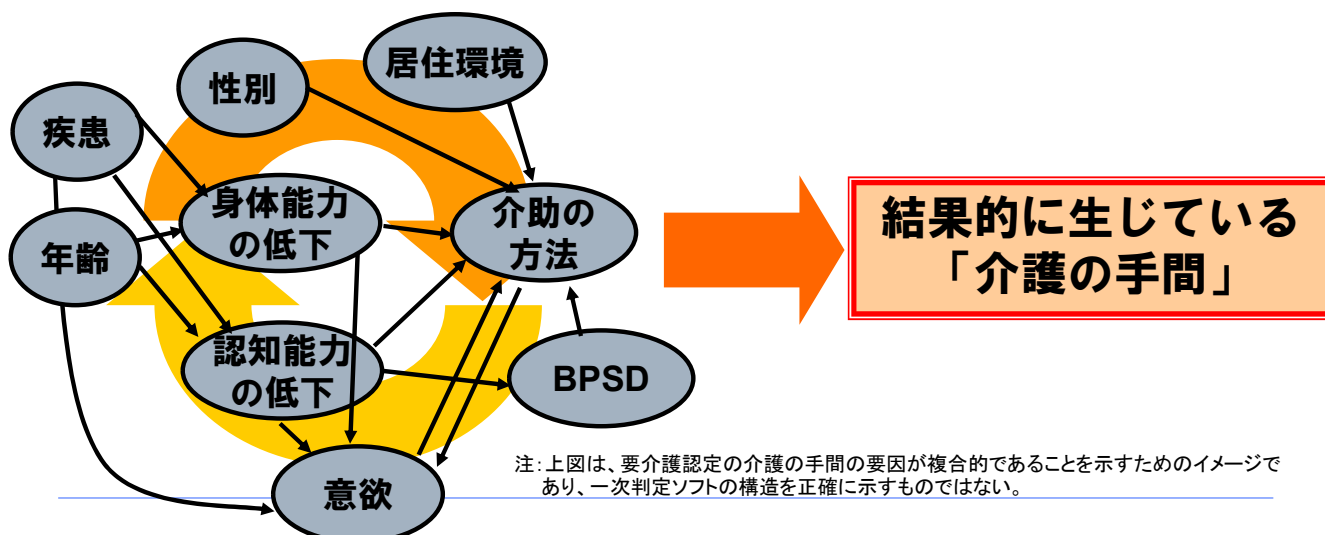 居住環境
性別
疾患
身体能力
の低下
介助の
方法
年齢
結果的に生じている
「介護の手間」
認知能力
の低下
BPSD
意欲
注：上図は、要介護認定の介護の手間の要因が複合的であることを示すためのイメージで
あり、一次判定ソフトの構造を正確に示すものではない。